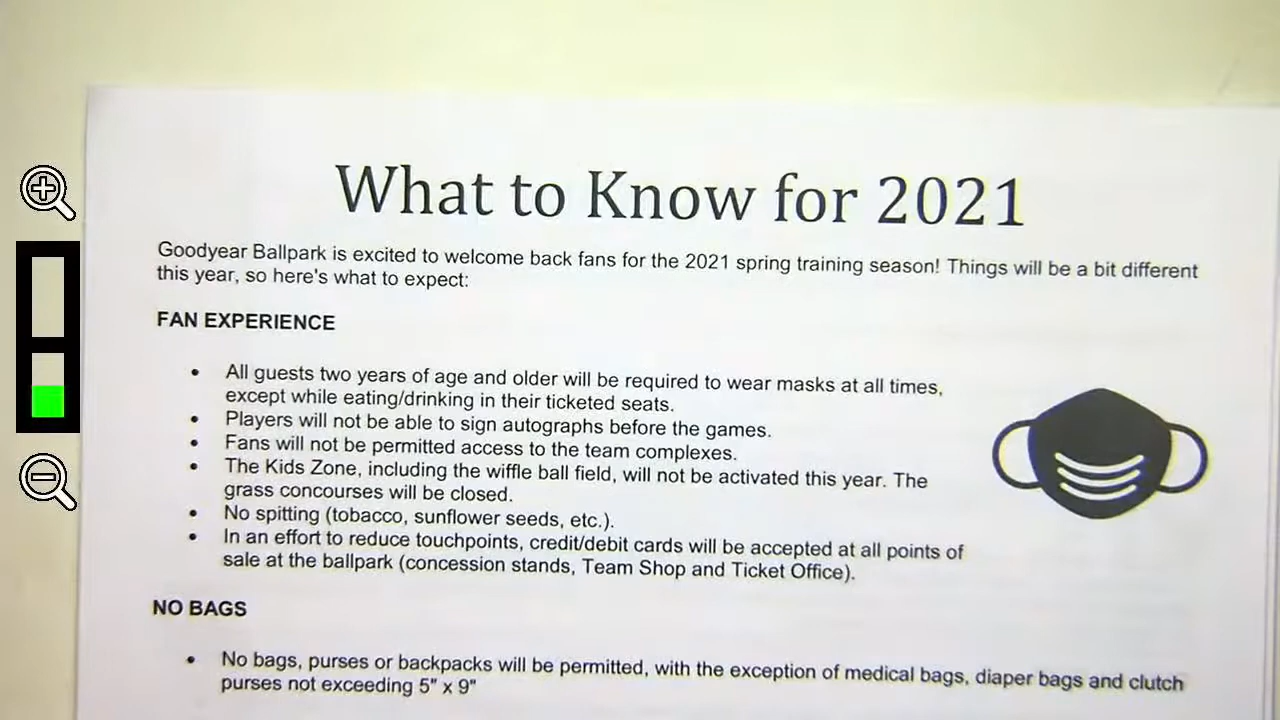 What to Know for 2021
Goodyear Ballpark is excited to welcome back fans for the 2021 spring training season! Things will be a bit different
this year, so here's what to expect:
FAN EXPERIENCE
• All guests two years of age and older will be required to wear masks at all times,
except while eating/drinking in their ticketed seats.
• Players will not be able to sign autographs before the games.
• Fans will not be permitted access to the team complexes.
• The Kids Zone, including the wiffle ball field, will not be activated this year. The
grass concourses will be closed.
• No spitting (tobacco, sunflower seeds, etc.).
• In an effort to reduce touchpoints, credit/debit cards will be accepted at all points of
sale at the ballpark (concession stands, Team Shop and Ticket Office).
NO BAGS
• No bags, purses or backpacks will be permitted, with the exception of medical bags, diaper bags and clutch
purses not exceeding 5" x 9"